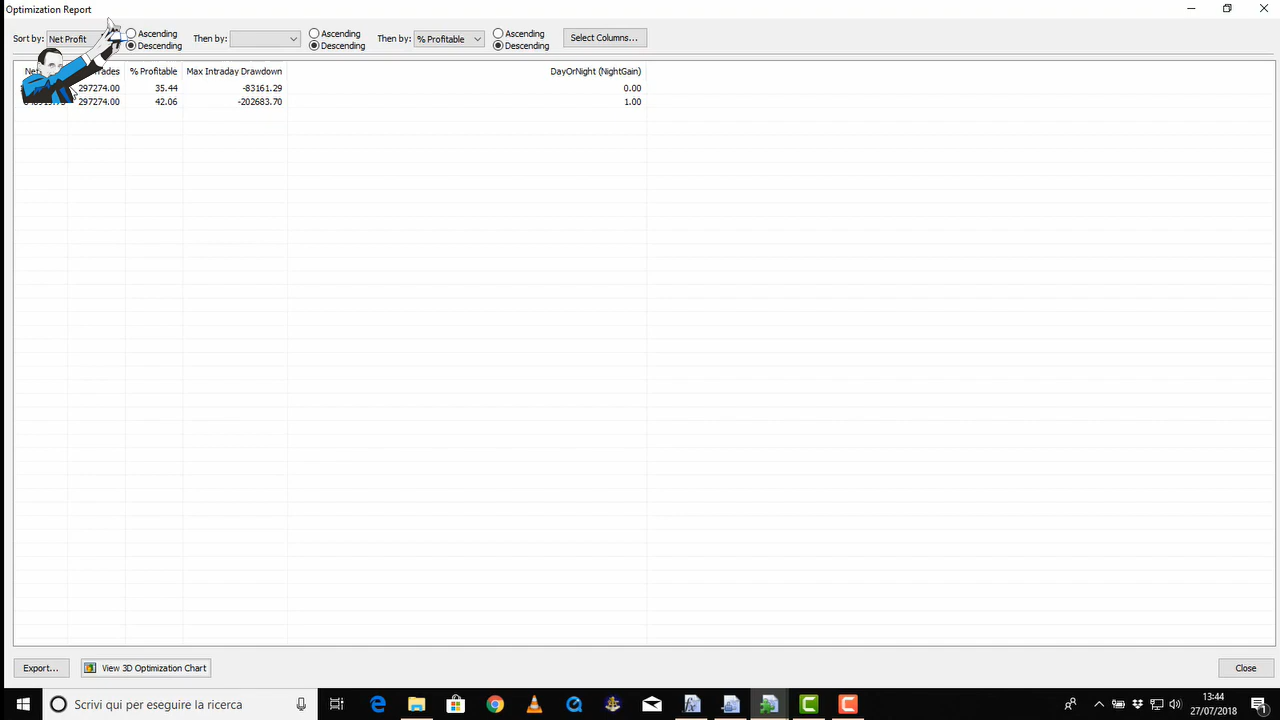 Optimization Report
Sort by: Net Profit Ascending Descending Then by: Ascending Descending Then by: % Profitable Ascending Descending Select Columns...
% Profitable Max Intraday Drawdown DayOrNight (NightGain)
297274.00 35.44 -83161.29 0.00
297274.00 42.06 -202683.70 1.00
Export... View 3D Optimization Chart Close
Scrivi qui per eseguire la ricerca
13:44
27/07/2018